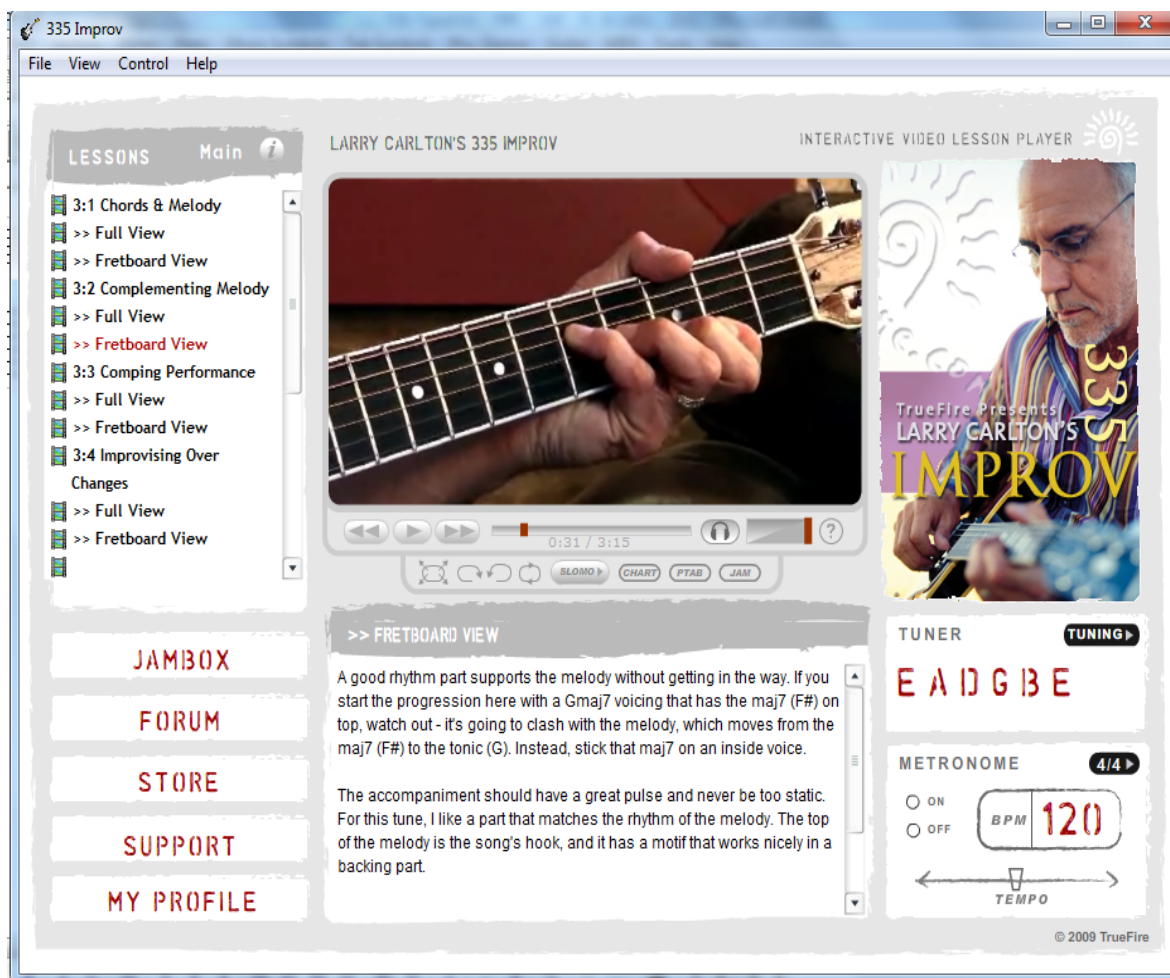 335 Improv
File View Control Help
LESSONS Main i
3:1 Chords & Melody
>> Full View
>> Fretboard View
3:2 Complementing Melody
>> Full View
>> Fretboard View
3:3 Comping Performance
>> Full View
>> Fretboard View
3:4 Improvising Over
Changes
>> Full View
>> Fretboard View
JAMBOX
FORUM
STORE
SUPPORT
MY PROFILE
LARRY CARLTON'S 335 IMPROV
INTERACTIVE VIDEO LESSON PLAYER
0:31 / 3:15
?
SLOMO CHART PTAB JAM
>> FRETBOARD VIEW
A good rhythm part supports the melody without getting in the way. If you
start the progression here with a Gmaj7 voicing that has the maj7 (F#) on
top, watch out - it's going to clash with the melody, which moves from the
maj7 (F#) to the tonic (G). Instead, stick that maj7 on an inside voice.
The accompaniment should have a great pulse and never be too static.
For this tune, I like a part that matches the rhythm of the melody. The top
of the melody is the song's hook, and it has a motif that works nicely in a
backing part.
335
TrueFire Presents
LARRY CARLTON'S
IMPROV
TUNER TUNING
E A D G B E
METRONOME 4/4
ON
OFF
BPM 120
TEMPO
© 2009 TrueFire